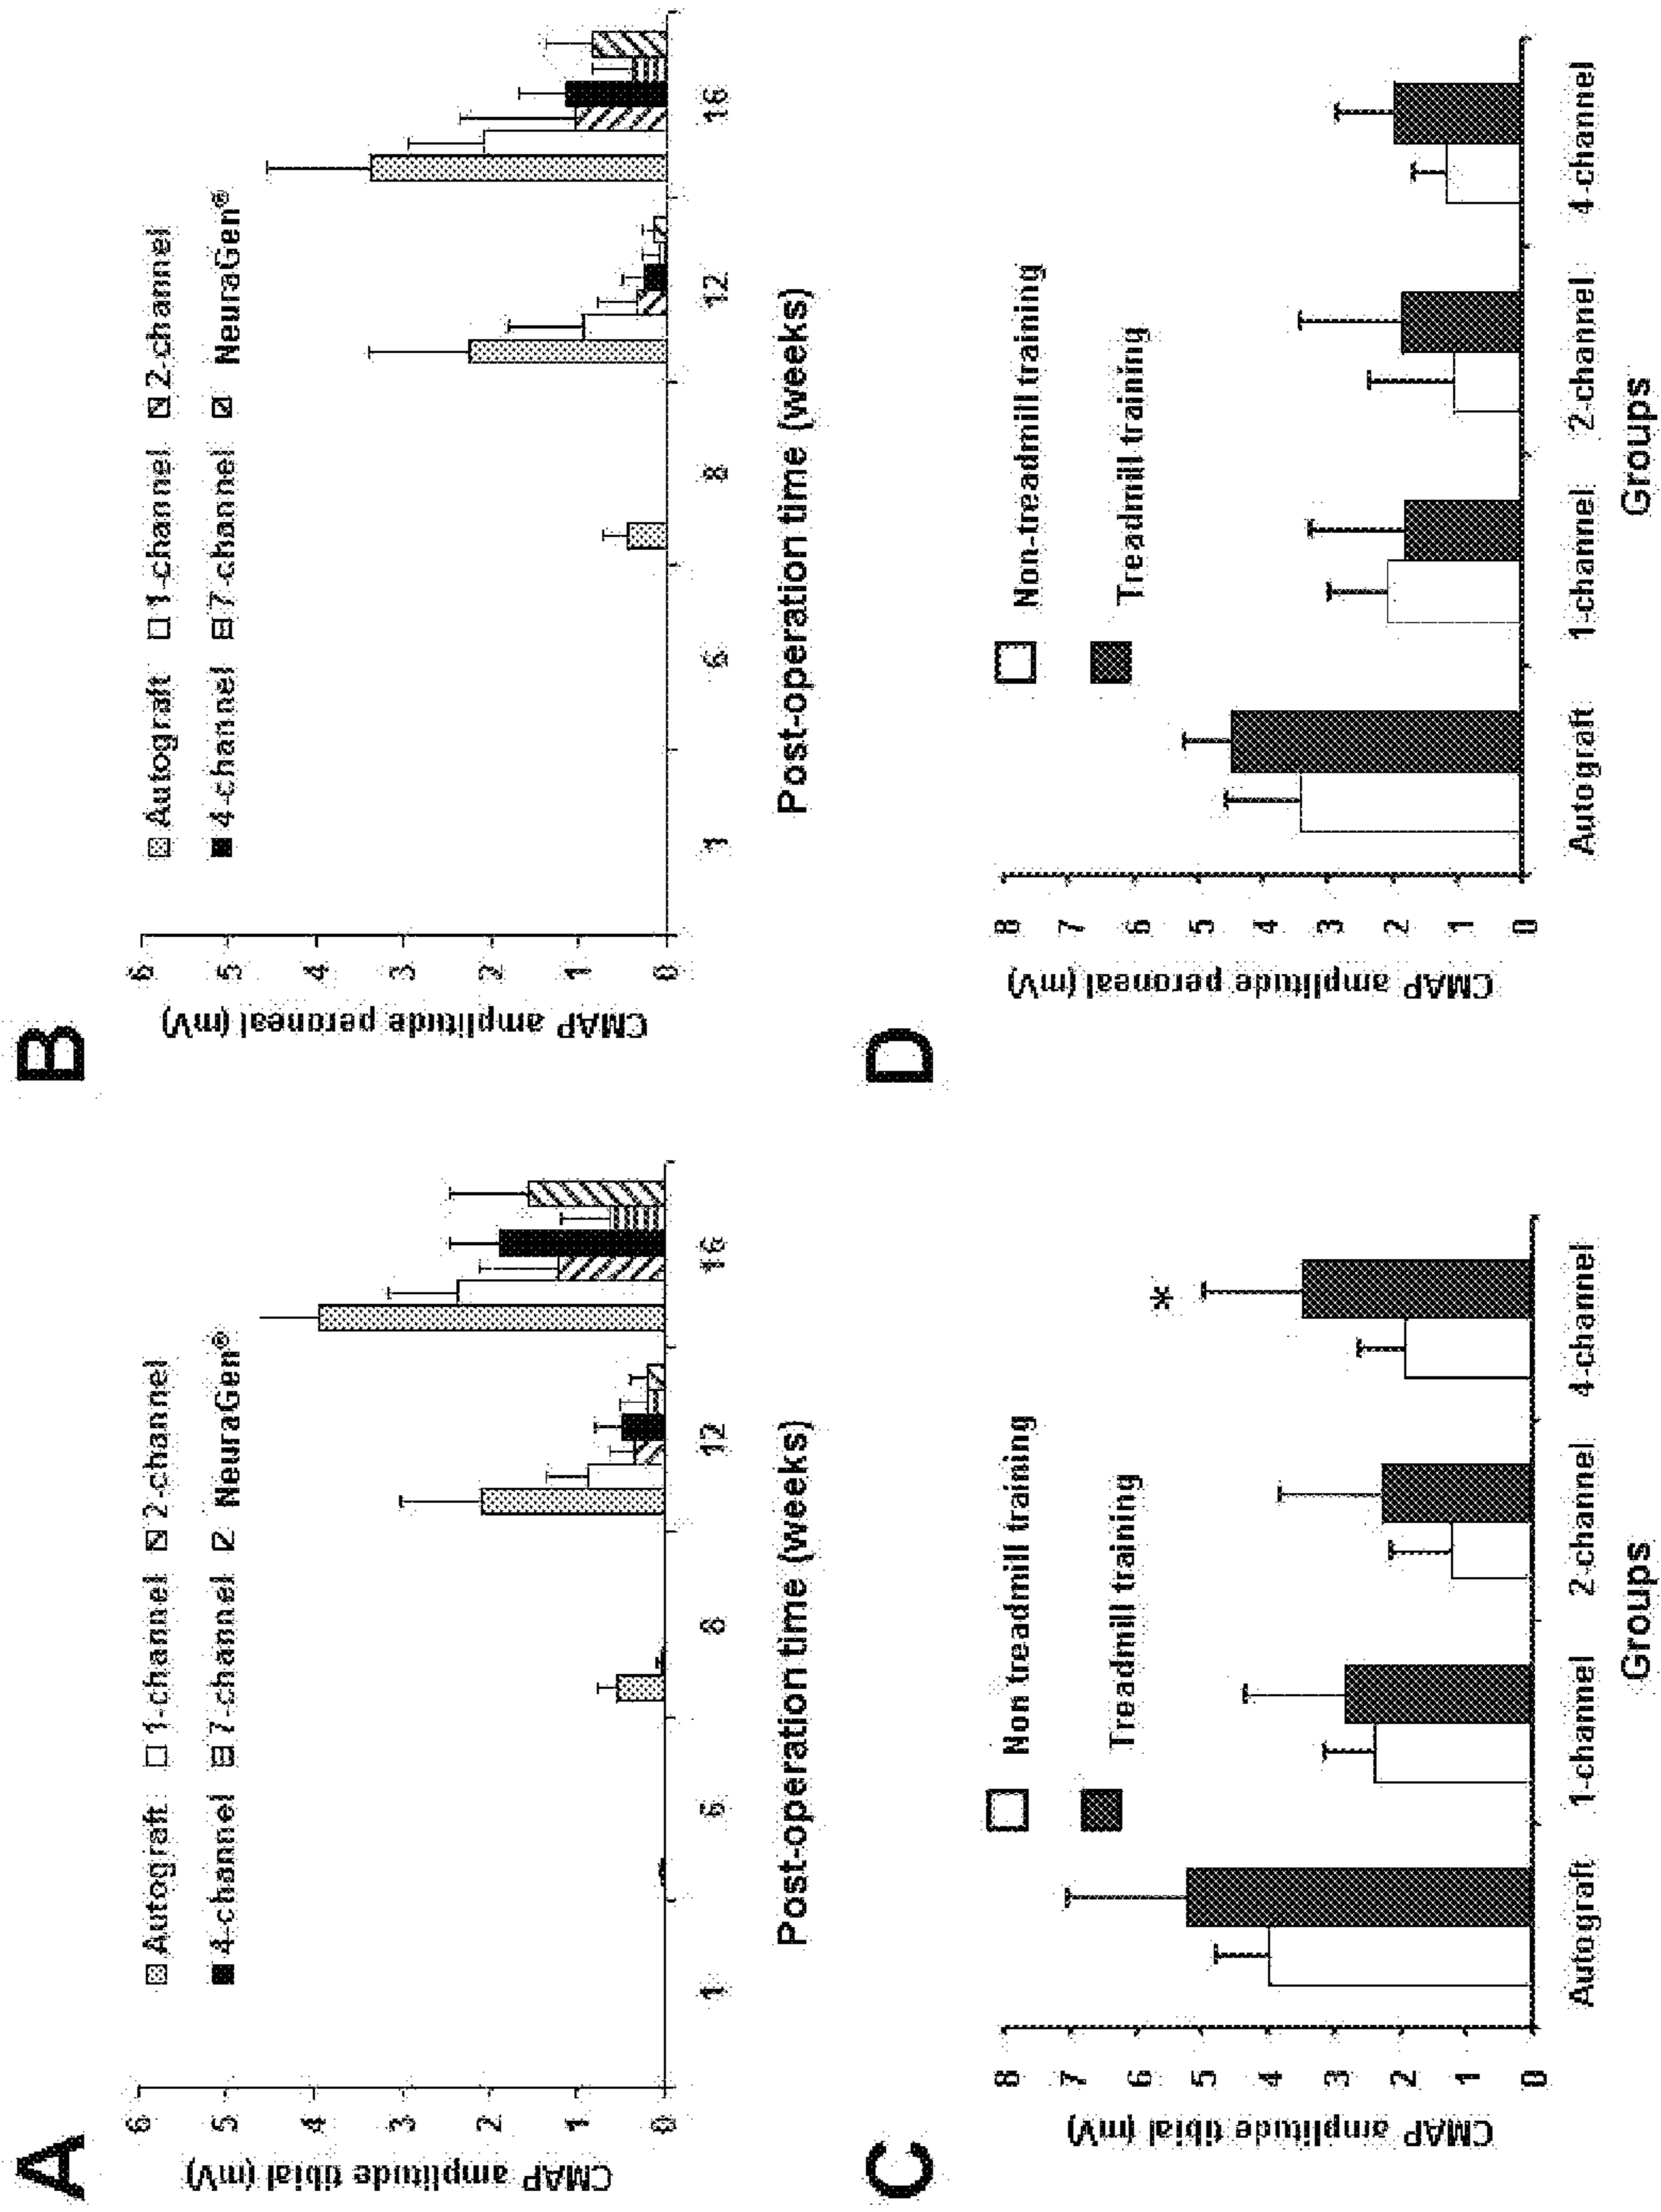 A
CMAP amplitude tibial (mV)
6
5
4
3
2
1
0
Autograft 1-channel 2-channel
4-channel 7-channel NeuraGen®
1 6 8 12 16
Post-operation time (weeks)
B
CMAP amplitude peroneal (mV)
6
5
4
3
2
1
0
Autograft 1-channel 2-channel
4-channel 7-channel NeuraGen®
1 6 8 12 16
Post-operation time (weeks)
C
CMAP amplitude tibial (mV)
8
7
6
5
4
3
2
1
0
Non treadmill training
Treadmill training
*
Autograft 1-channel 2-channel 4-channel
Groups
D
CMAP amplitude peroneal (mV)
8
7
6
5
4
3
2
1
0
Non-treadmill training
Treadmill training
Autograft 1-channel 2-channel 4-channel
Groups